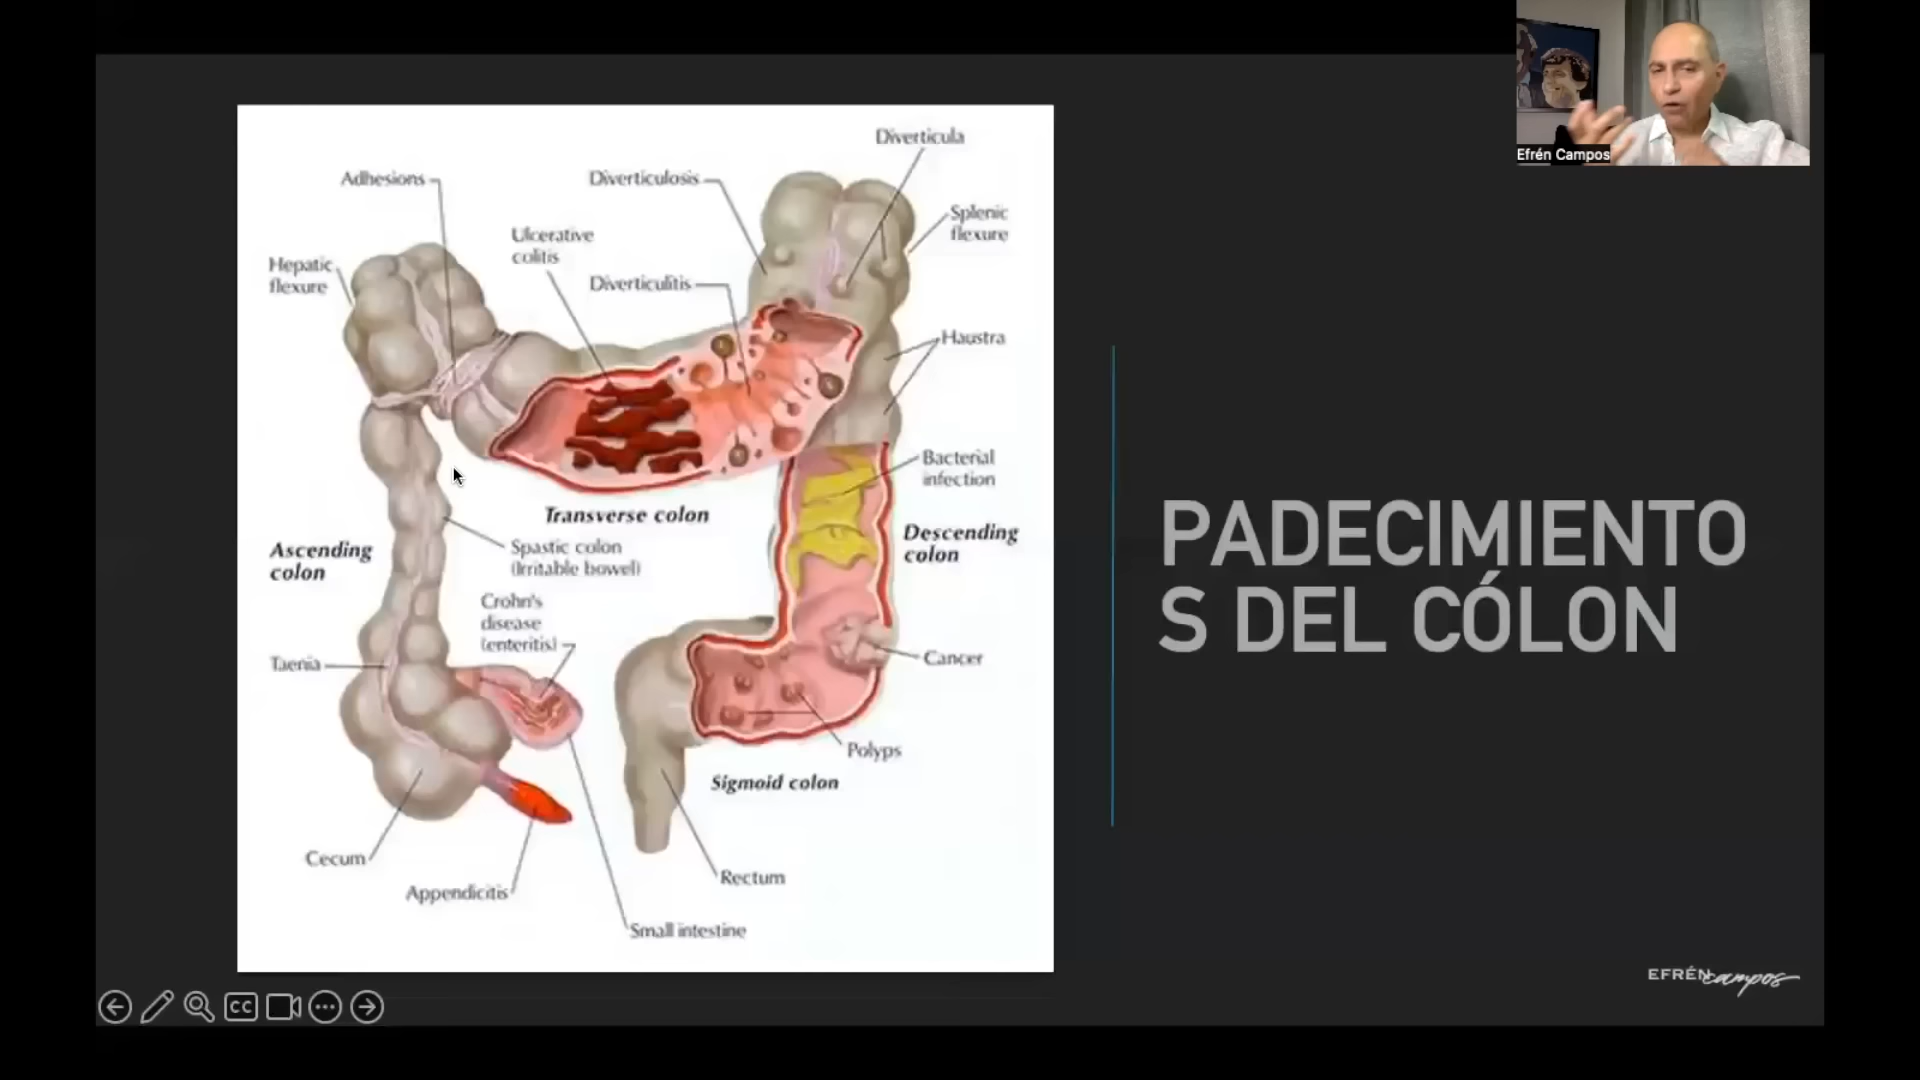 Efrén Campos
Diverticula
Adhesions
Diverticulosis
Splenic
flexure
Ulcerative
colitis
Hepatic
flexure
Diverticulitis
Haustra
Bacterial
infection
Transverse colon
Descending
colon
Ascending
colon
Spastic colon
(Irritable bowel)
Crohn's
disease
(enteritis)
Taenia
Cancer
Polyps
Sigmoid colon
Cecum
Rectum
Appendicitis
Small intestine
PADECIMIENTO
S DEL CÓLON
EFRÉN campos
CC